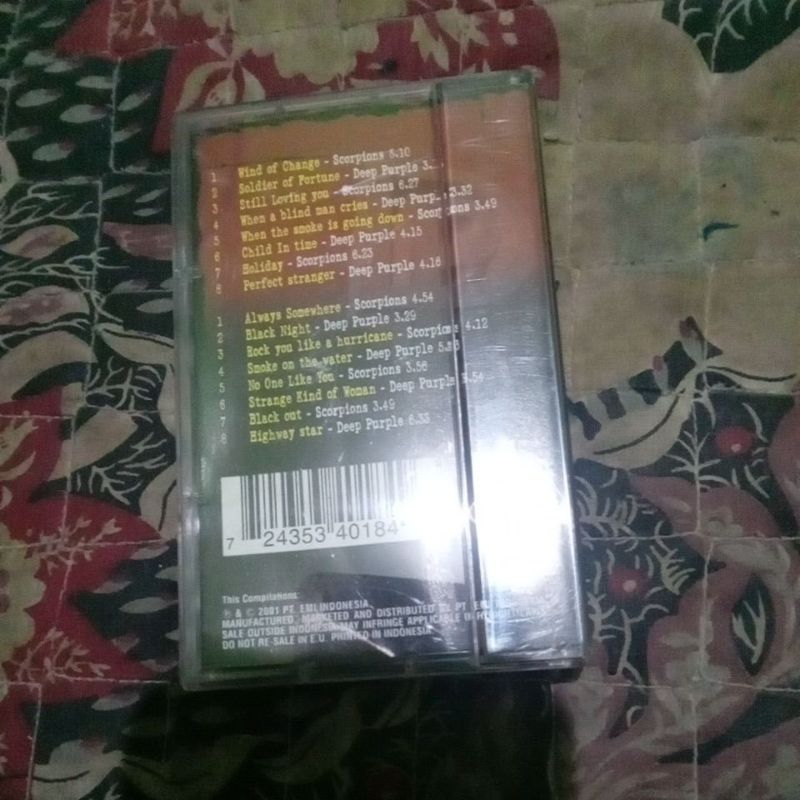 1 Wind of Change - Scorpions 5.10
2 Soldier of Fortune - Deep Purple
3 Still Loving you - Scorpions 6.27
4 When a blind man cries - Deep Purple 3.32
5 When the smoke is going down - Scorpions 3.49
6 Child In time - Deep Purple 4.15
7 Holiday - Scorpions 6.23
8 Perfect stranger - Deep Purple 4.18
1 Always Somewhere - Scorpions 4.54
2 Black Night - Deep Purple 3.29
3 Rock you like a hurricane - Scorpions 4.12
4 Smoke on the water - Deep Purple
5 No One Like You - Scorpions 3.56
6 Strange Kind of Woman - Deep Purple
7 Black out - Scorpions 3.49
8 Highway star - Deep Purple 6.33
7 24353 40184
This Compilations:
℗ & © 2001 PT. EMI INDONESIA.
MANUFACTURED, MARKETED AND DISTRIBUTED BY PT. EMI
SALE OUTSIDE INDONESIA MAY INFRINGE APPLICABLE IN
DO NOT RE-SALE IN E.U. PRINTED IN INDONESIA.